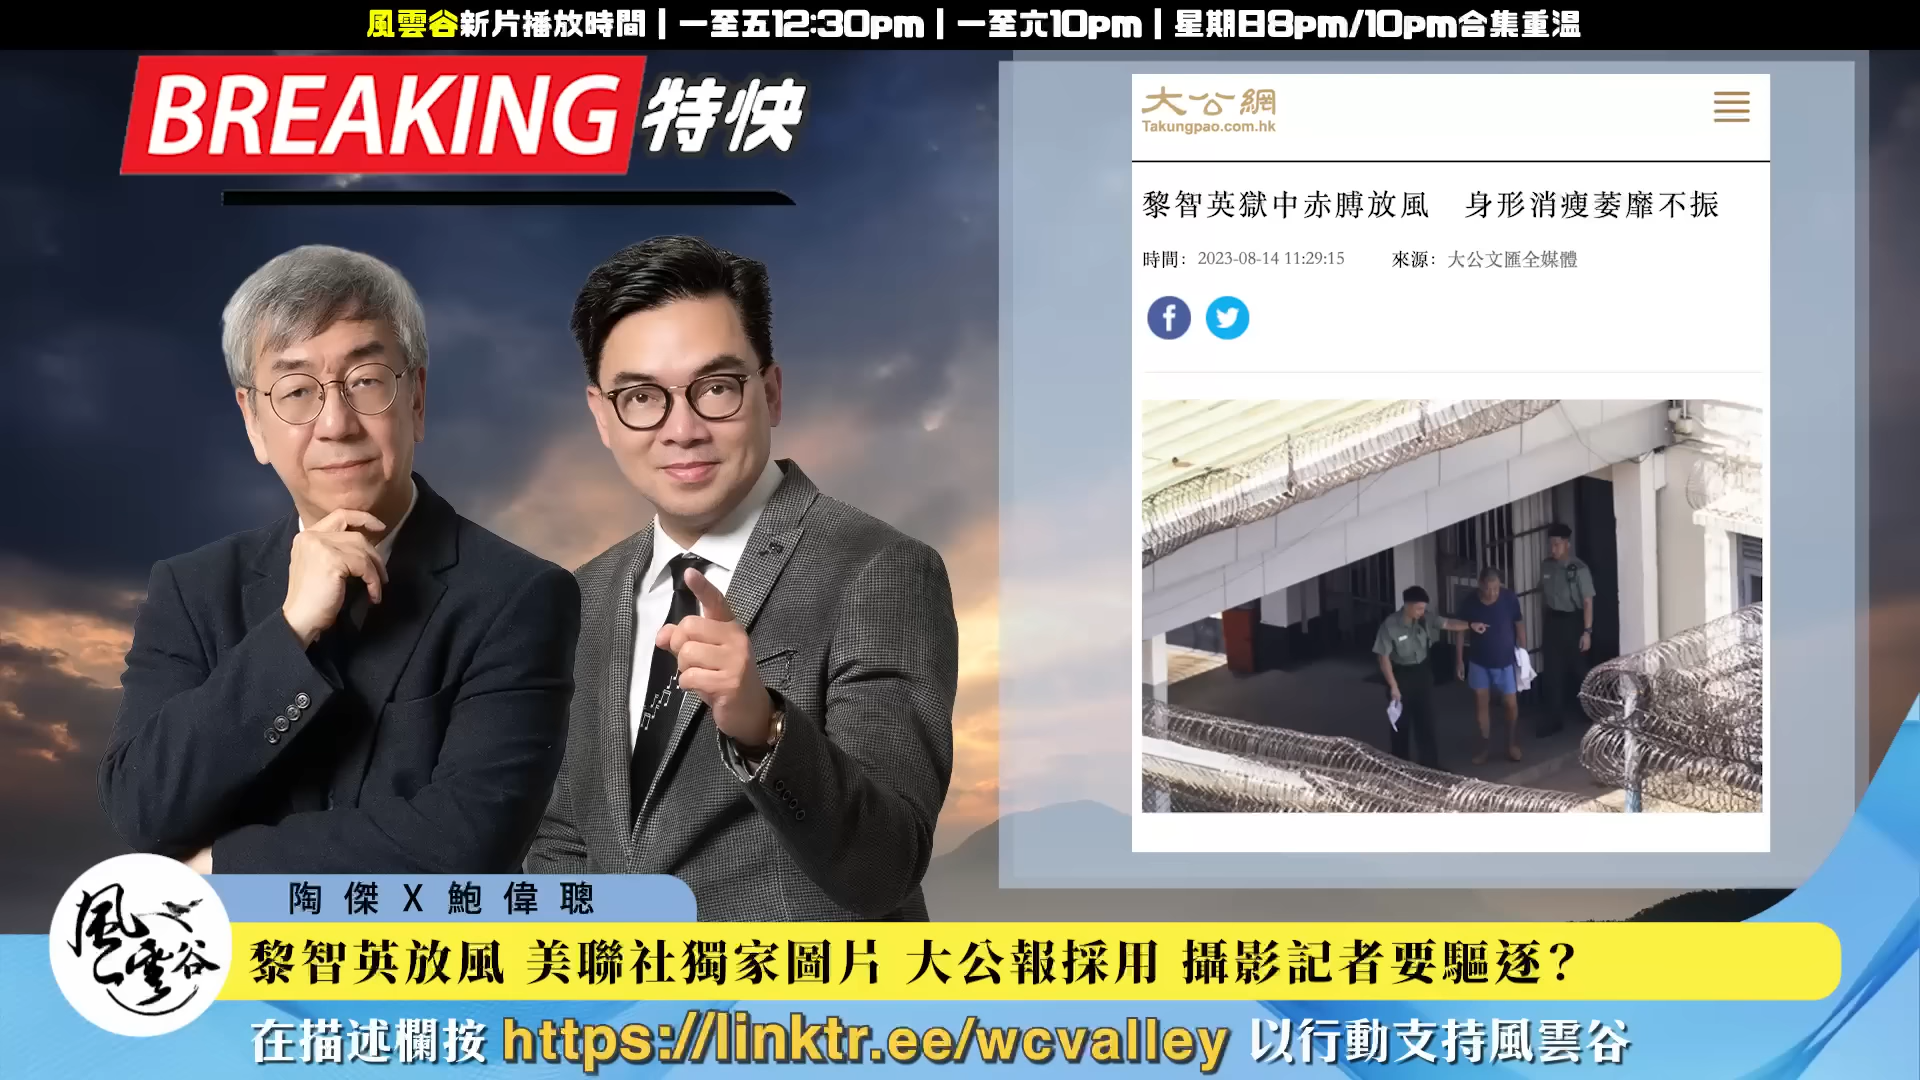 風雲谷新片播放時間 | 一至五12:30pm | 一至六10pm | 星期日8pm/10pm合集重溫
BREAKING 特快
大公網
Takungpao.com.hk
黎智英獄中赤膊放風 身形消瘦萎靡不振
時間：2023-08-14 11:29:15 來源：大公文匯全媒體
陶傑 X 鮑偉聰
風雲谷
黎智英放風 美聯社獨家圖片 大公報採用 攝影記者要驅逐？
在描述欄按 https://linktr.ee/wcvalley 以行動支持風雲谷